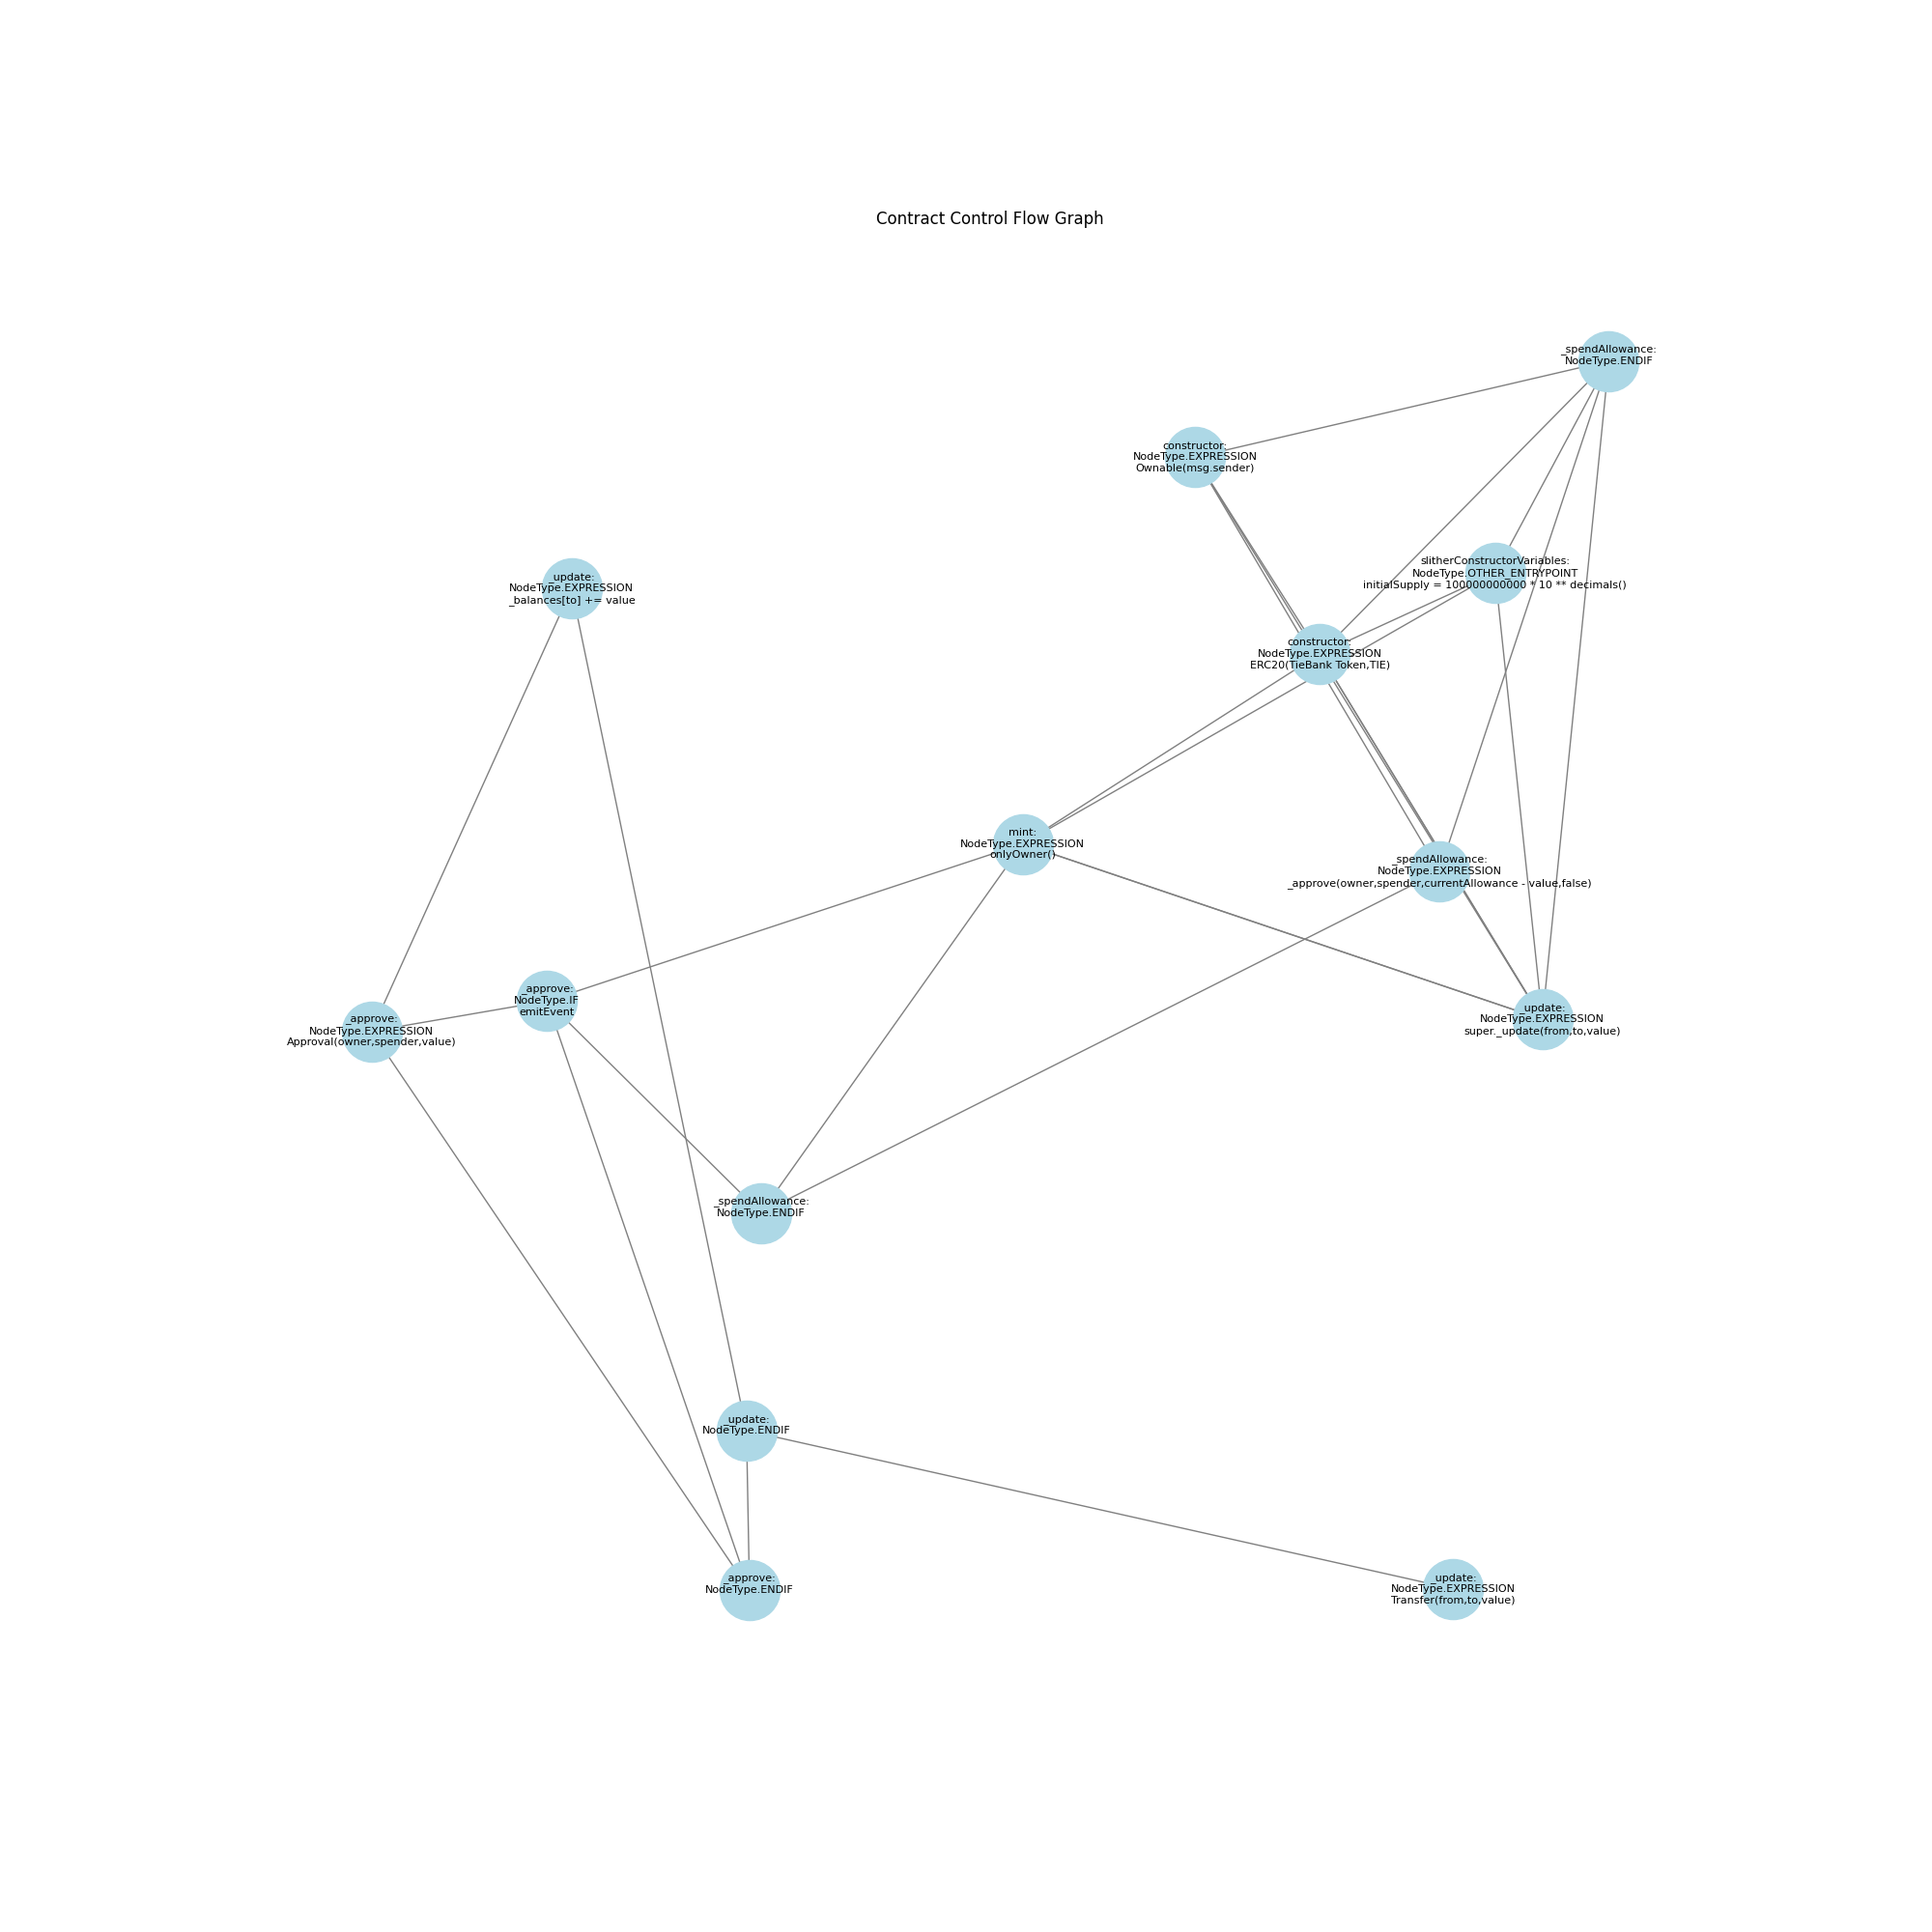 Contract Control Flow Graph
_spendAllowance:
NodeType.ENDIF
constructor:
NodeType.EXPRESSION
Ownable(msg.sender)
slitherConstructorVariables:
NodeType.OTHER_ENTRYPOINT
initialSupply = 100000000000 * 10 ** decimals()
_update:
NodeType.EXPRESSION
_balances[to] += value
constructor:
NodeType.EXPRESSION
ERC20(TieBank Token,TIE)
mint:
NodeType.EXPRESSION
onlyOwner()
_spendAllowance:
NodeType.EXPRESSION
_approve(owner,spender,currentAllowance - value,false)
_approve:
NodeType.IF
emitEvent
_approve:
NodeType.EXPRESSION
Approval(owner,spender,value)
_update:
NodeType.EXPRESSION
super._update(from,to,value)
_spendAllowance:
NodeType.ENDIF
_update:
NodeType.ENDIF
_approve:
NodeType.ENDIF
_update:
NodeType.EXPRESSION
Transfer(from,to,value)